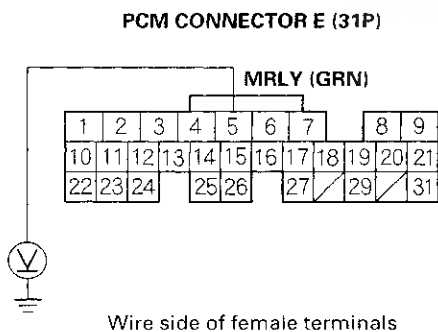 PCM CONNECTOR E (31P)
MRLY (GRN)
1 2 3 4 5 6 7 8 9
10 11 12 13 14 15 16 17 18 19 20 21
22 23 24 25 26 27 29 31
V
Wire side of female terminals